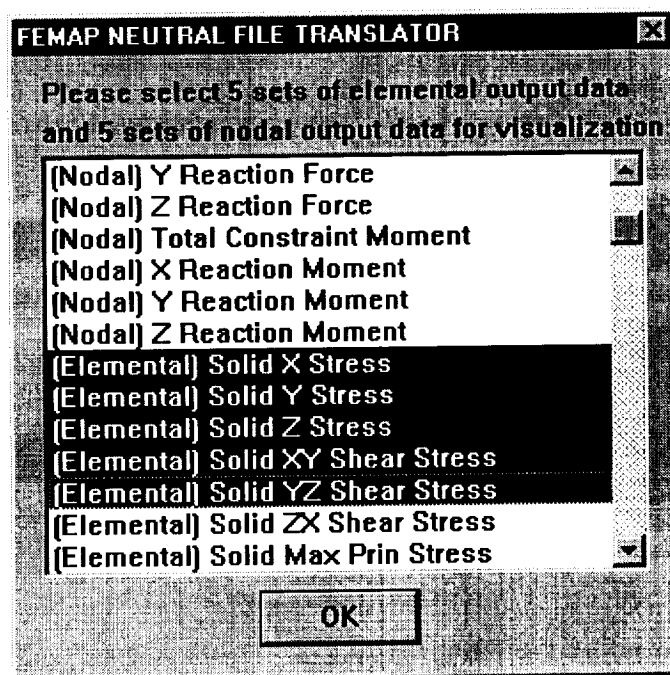 FEMAP NEUTRAL FILE TRANSLATOR
Please select 5 sets of elemental output data
and 5 sets of nodal output data for visualization
(Nodal) Y Reaction Force
(Nodal) Z Reaction Force
(Nodal) Total Constraint Moment
(Nodal) X Reaction Moment
(Nodal) Y Reaction Moment
(Nodal) Z Reaction Moment
(Elemental) Solid X Stress
(Elemental) Solid Y Stress
(Elemental) Solid Z Stress
(Elemental) Solid XY Shear Stress
(Elemental) Solid YZ Shear Stress
(Elemental) Solid ZX Shear Stress
(Elemental) Solid Max Prin Stress
OK